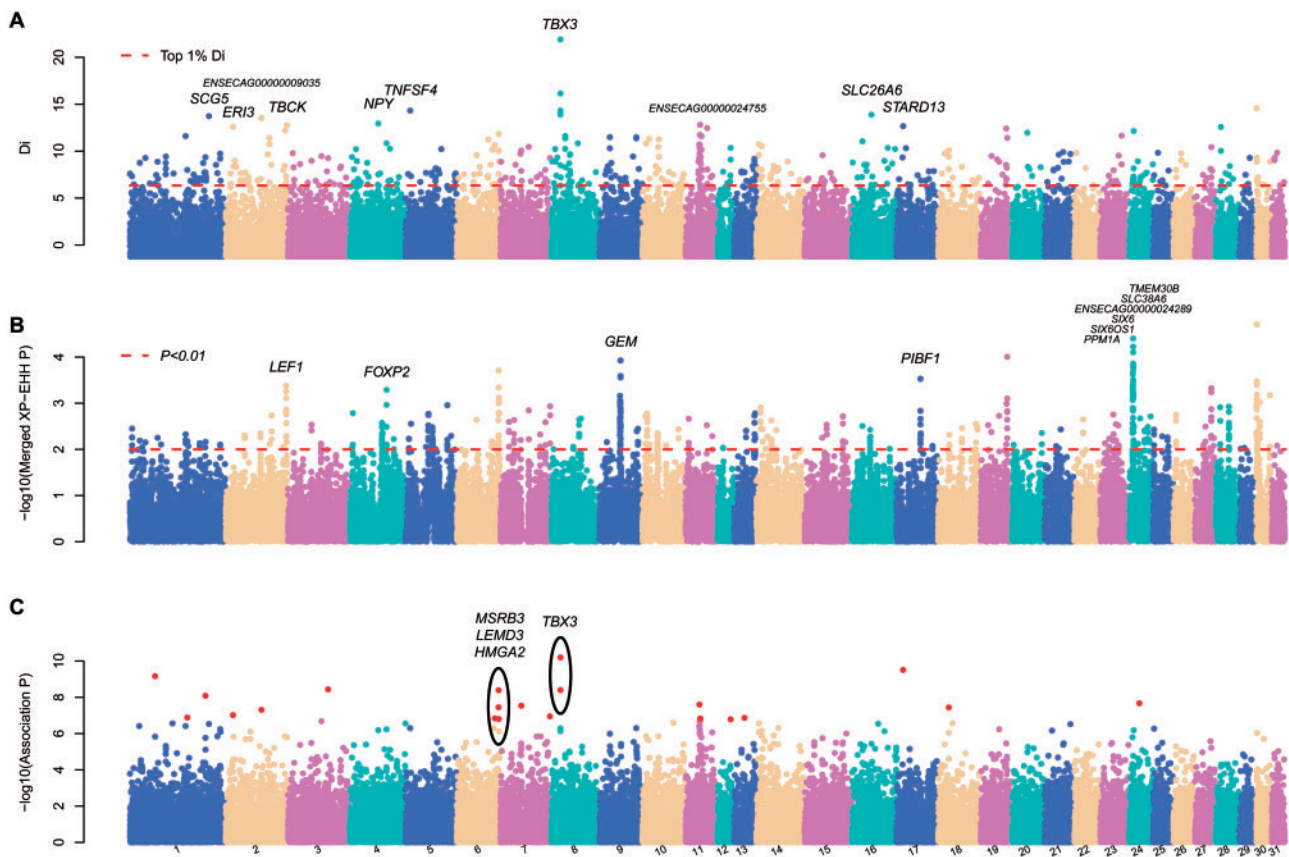 A
TBX3
20
Top 1% Di
ENSECAG00000009035
SCG5
ERI3
TBCK
NPY
TNFSF4
ENSECAG00000024755
SLC26A6
STARD13
15
Di
10
5
0
B
TMEM30B
SLC38A6
ENSECAG00000024289
SIX6
SIX6OS1
PPM1A
P<0.01
LEF1
FOXP2
GEM
PIBF1
4
3
2
1
0
−log10(Merged XP−EHH P)
C
MSRB3
LEMD3
HMGA2
TBX3
10
8
6
4
2
0
−log10(Association P)
1 2 3 4 5 6 7 8 9 10 11 12 13 14 15 16 17 18 19 20 21 22 23 24 25 26 27 28 29 30 31